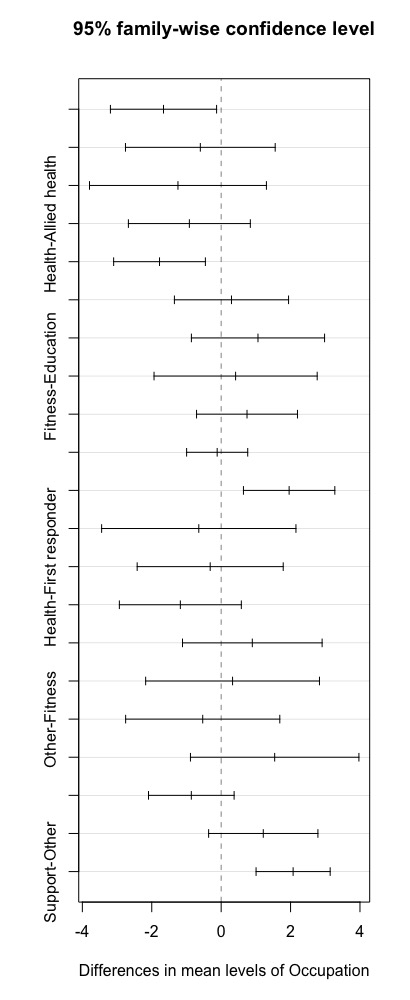 95% family-wise confidence level
Health-Allied health
Fitness-Education
Health-First responder
Other-Fitness
Support-Other
-4 -2 0 2 4
Differences in mean levels of Occupation